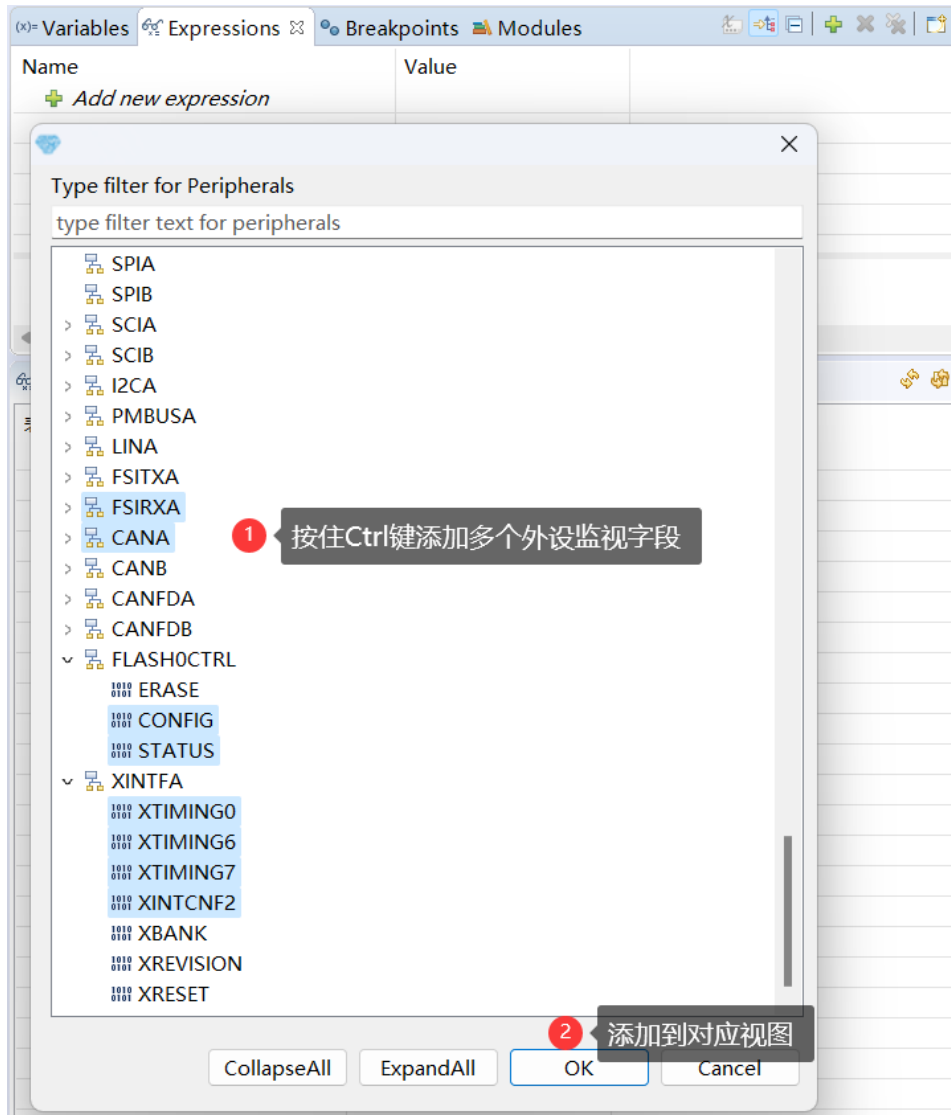 (x)= Variables Expressions Breakpoints Modules
Name Value
Add new expression
Type filter for Peripherals
type filter text for peripherals
SPIA
SPIB
SCIA
SCIB
I2CA
PMBUSA
LINA
FSITXA
FSIRXA
CANA
1 按住Ctrl键添加多个外设监视字段
CANB
CANFDA
CANFDB
FLASH0CTRL
ERASE
CONFIG
STATUS
XINTFA
XTIMING0
XTIMING6
XTIMING7
XINTCNF2
XBANK
XREVISION
XRESET
2 添加到对应视图
CollapseAll ExpandAll OK Cancel